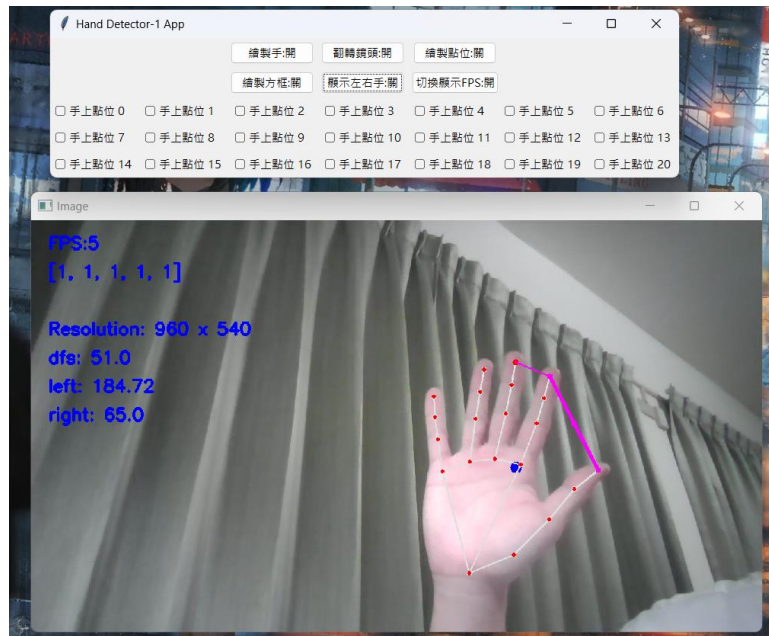 Hand Detector-1 App
繪製手:開 翻轉鏡頭:開 繪製點位:關
繪製方框:關 顯示左右手:關 切換顯示FPS:開
手上點位 0 手上點位 1 手上點位 2 手上點位 3 手上點位 4 手上點位 5 手上點位 6
手上點位 7 手上點位 8 手上點位 9 手上點位 10 手上點位 11 手上點位 12 手上點位 13
手上點位 14 手上點位 15 手上點位 16 手上點位 17 手上點位 18 手上點位 19 手上點位 20
Image
FPS:5
[1, 1, 1, 1, 1]
Resolution: 960 x 540
dfs: 51.0
left: 184.72
right: 65.0